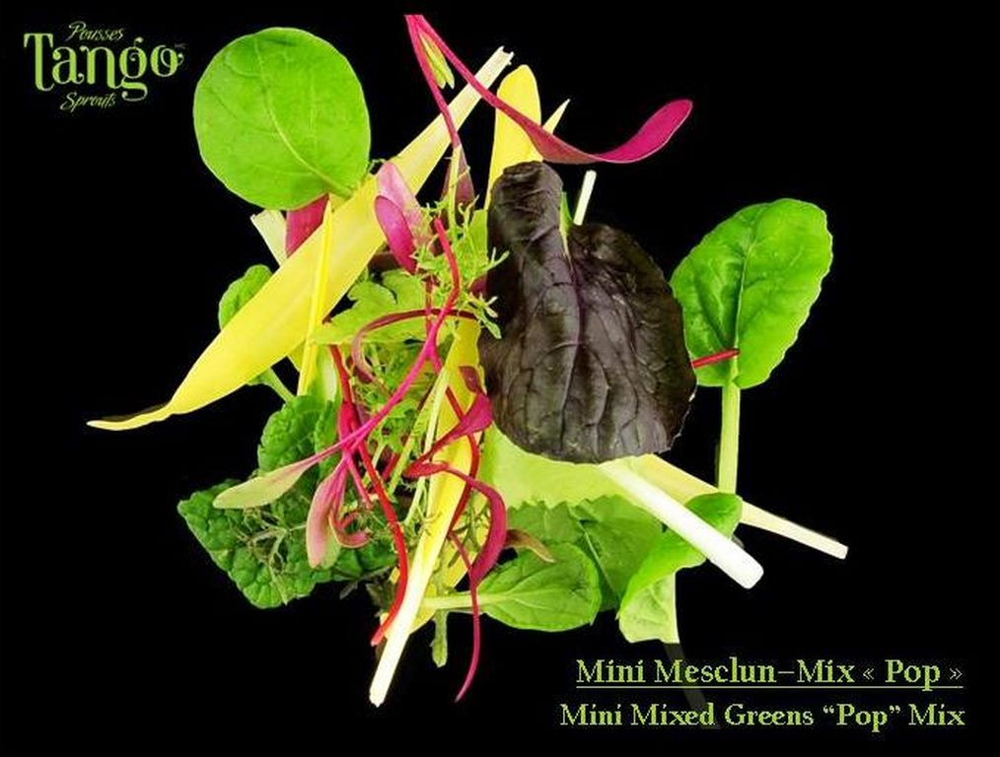 Pousses
Tango
Sprouts
Mini Mesclun-Mix « Pop »
Mini Mixed Greens “Pop” Mix